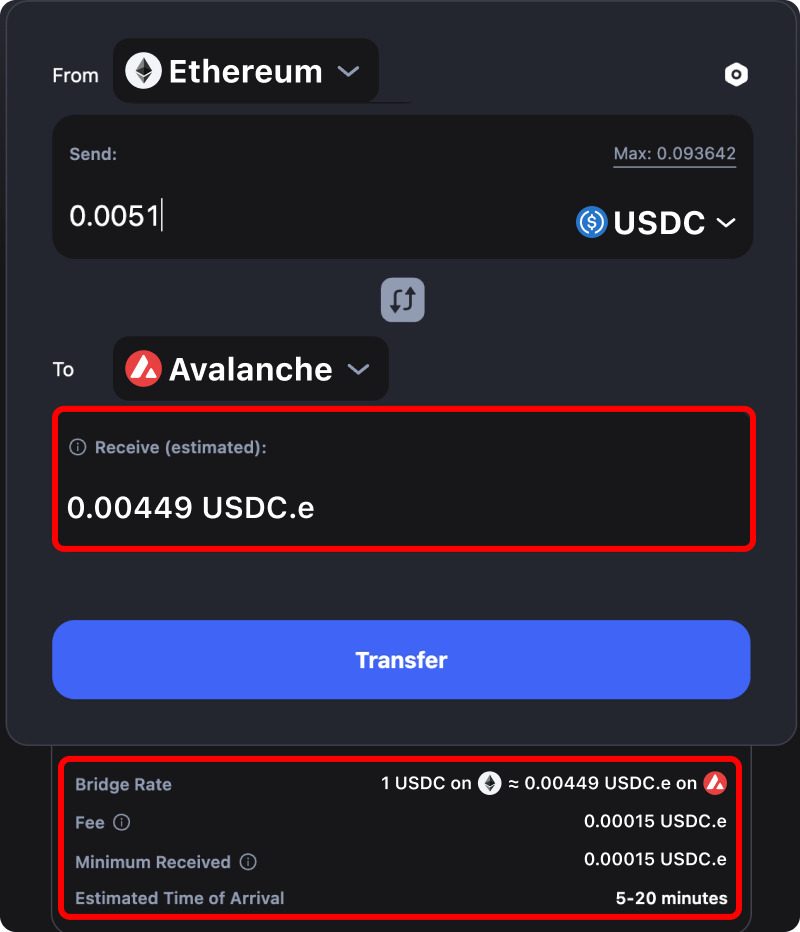 From Ethereum
Send: Max: 0.093642
0.0051 USDC
To Avalanche
Receive (estimated):
0.00449 USDC.e
Transfer
Bridge Rate 1 USDC on ≈ 0.00449 USDC.e on
Fee 0.00015 USDC.e
Minimum Received 0.00015 USDC.e
Estimated Time of Arrival 5-20 minutes